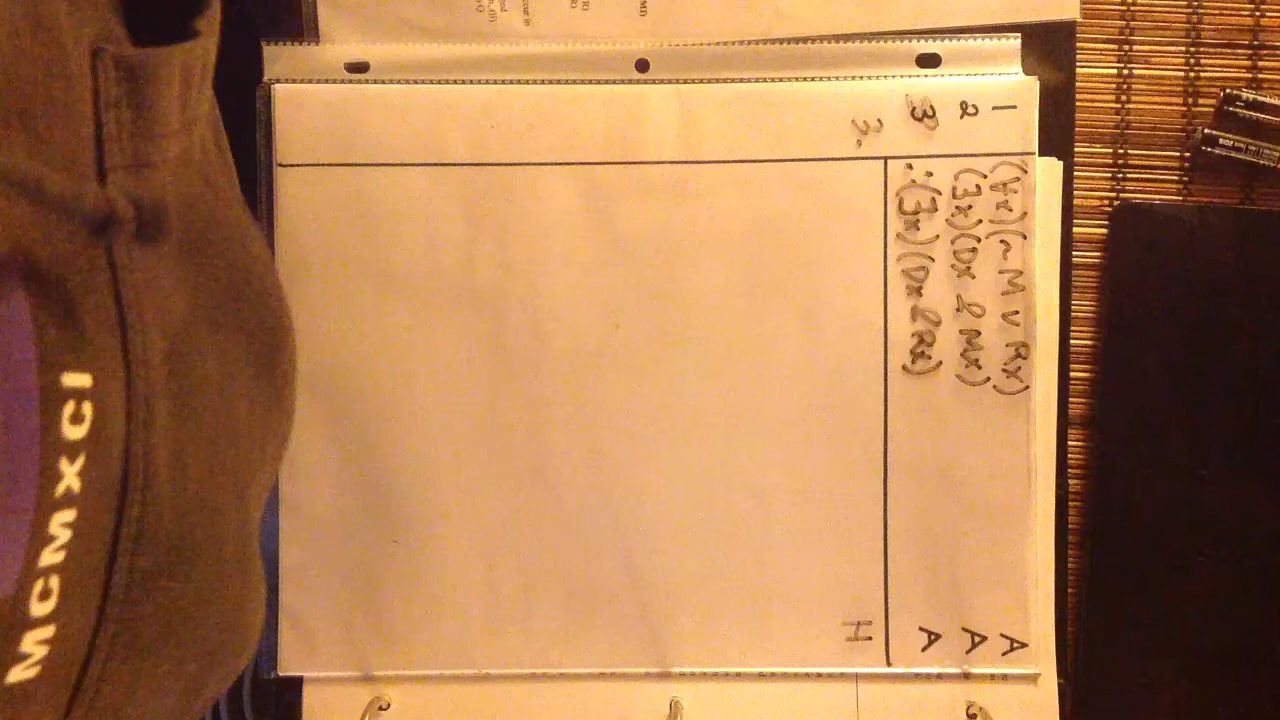 1 (∀x)(~M v Rx) A
2 (∃x)(Dx & Mx) A
3 ∴(∃x)(Dx & Rx) A
3. H
MCMXCI